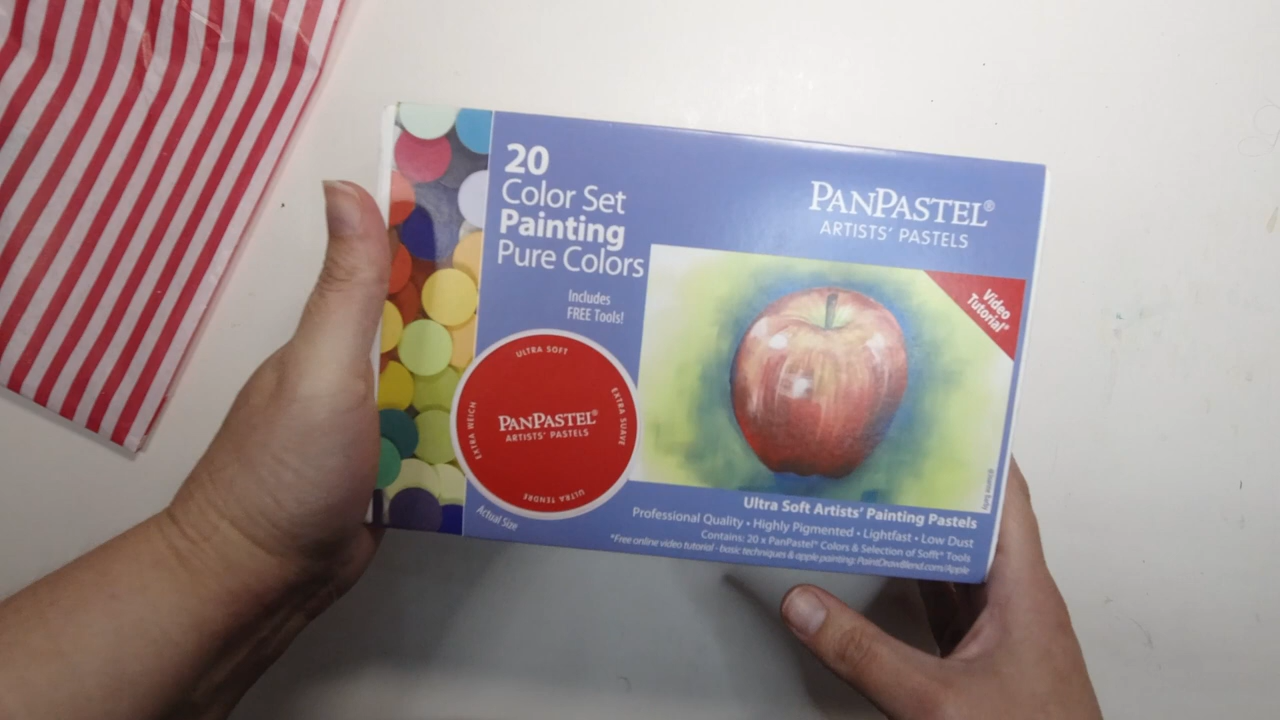 20
Color Set
Painting
Pure Colors
Includes
FREE Tools!
PANPASTEL®
ARTISTS' PASTELS
Video
Tutorial*
ULTRA SOFT
EXTRA SUAVE
ULTRA TENDRE
EXTRA WEICH
PANPASTEL®
ARTISTS' PASTELS
Actual Size
Ultra Soft Artists' Painting Pastels
Professional Quality • Highly Pigmented • Lightfast • Low Dust
Contains: 20 x PanPastel® Colors & Selection of Sofft® Tools
*Free online video tutorial - basic techniques & apple painting: PaintDrawBlend.com/Apple